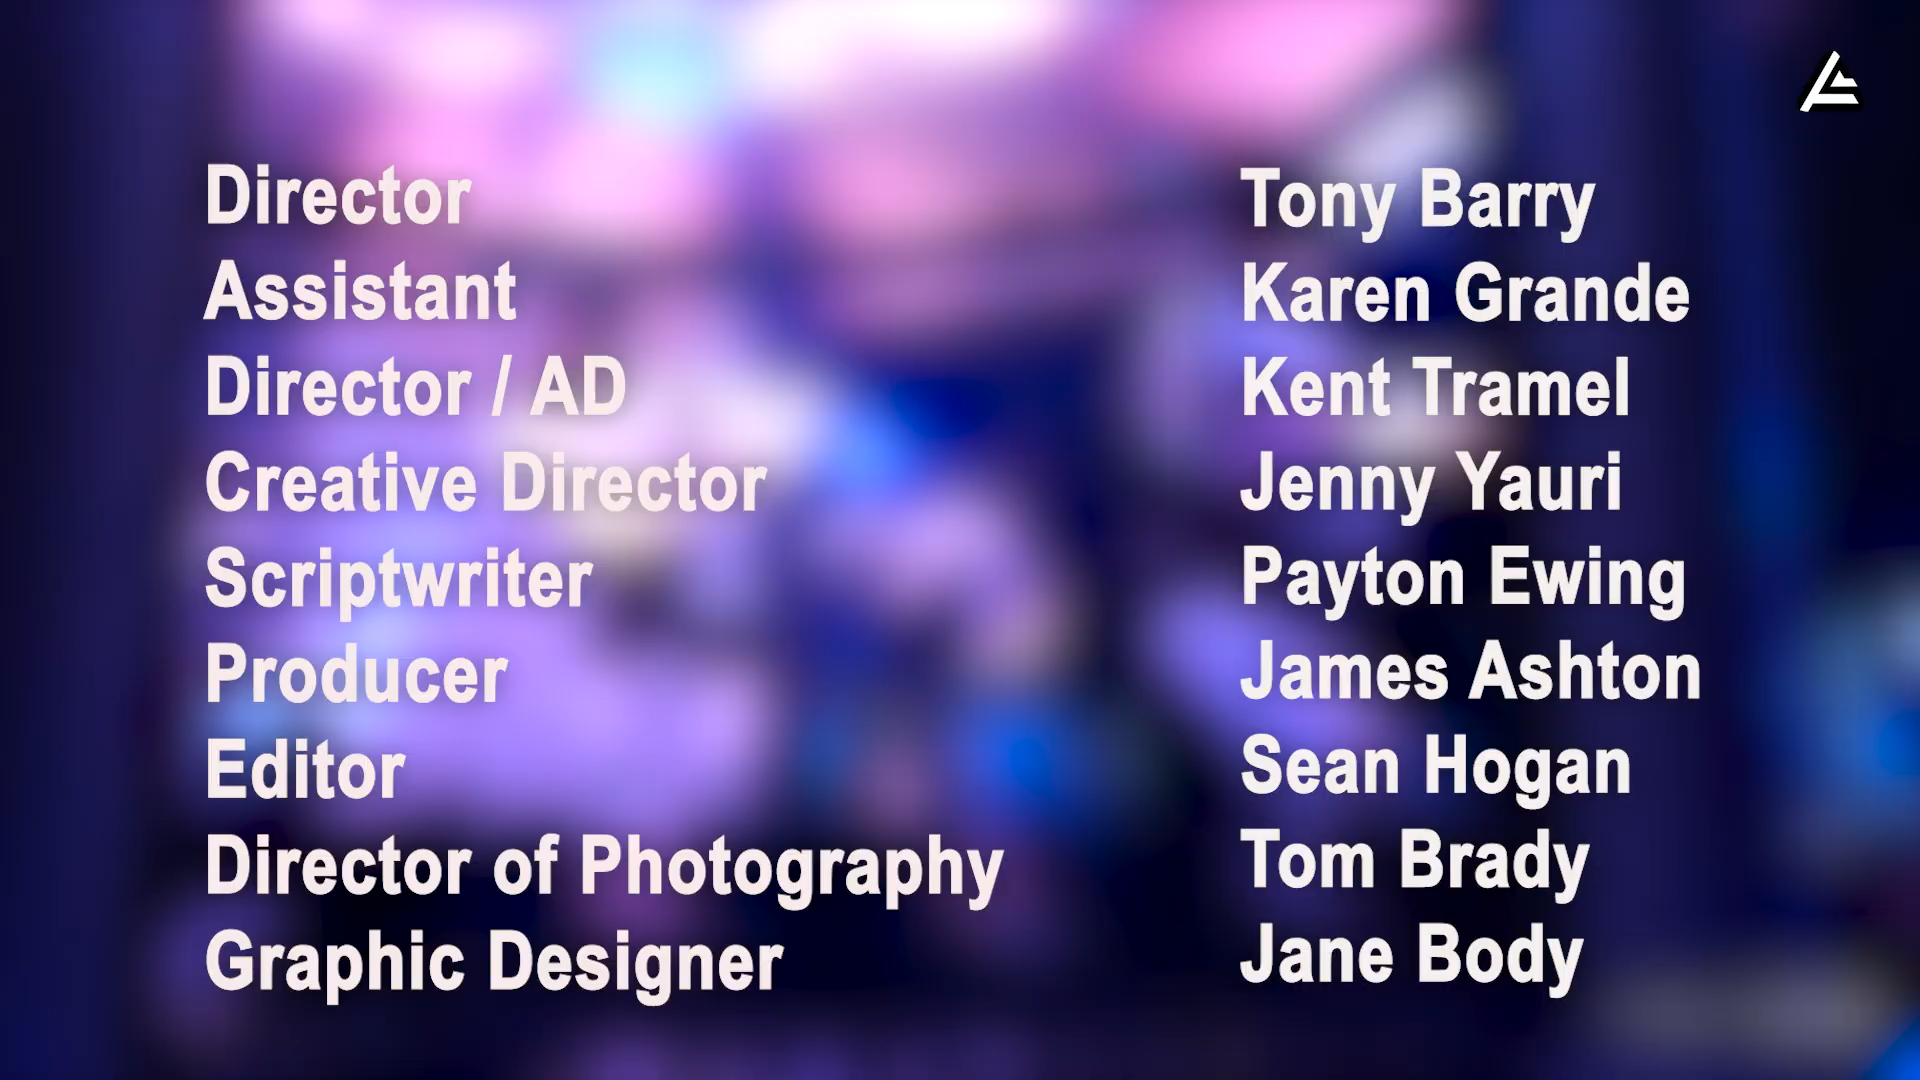 Director Tony Barry
Assistant Karen Grande
Director / AD Kent Tramel
Creative Director Jenny Yauri
Scriptwriter Payton Ewing
Producer James Ashton
Editor Sean Hogan
Director of Photography Tom Brady
Graphic Designer Jane Body